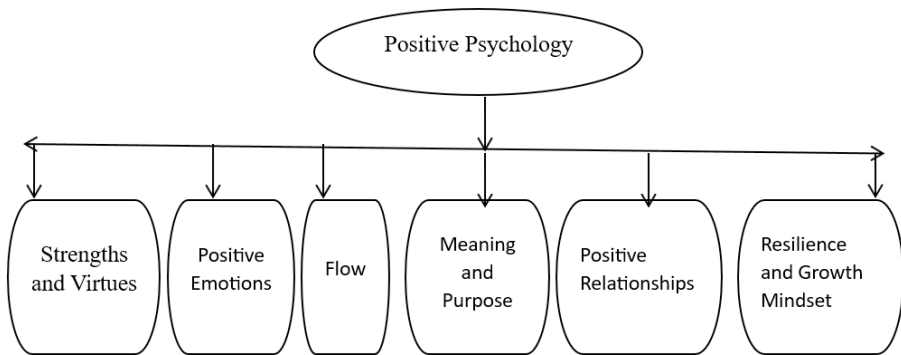 Positive Psychology
Strengths
and Virtues
Positive
Emotions
Flow
Meaning
and
Purpose
Positive
Relationships
Resilience
and Growth
Mindset